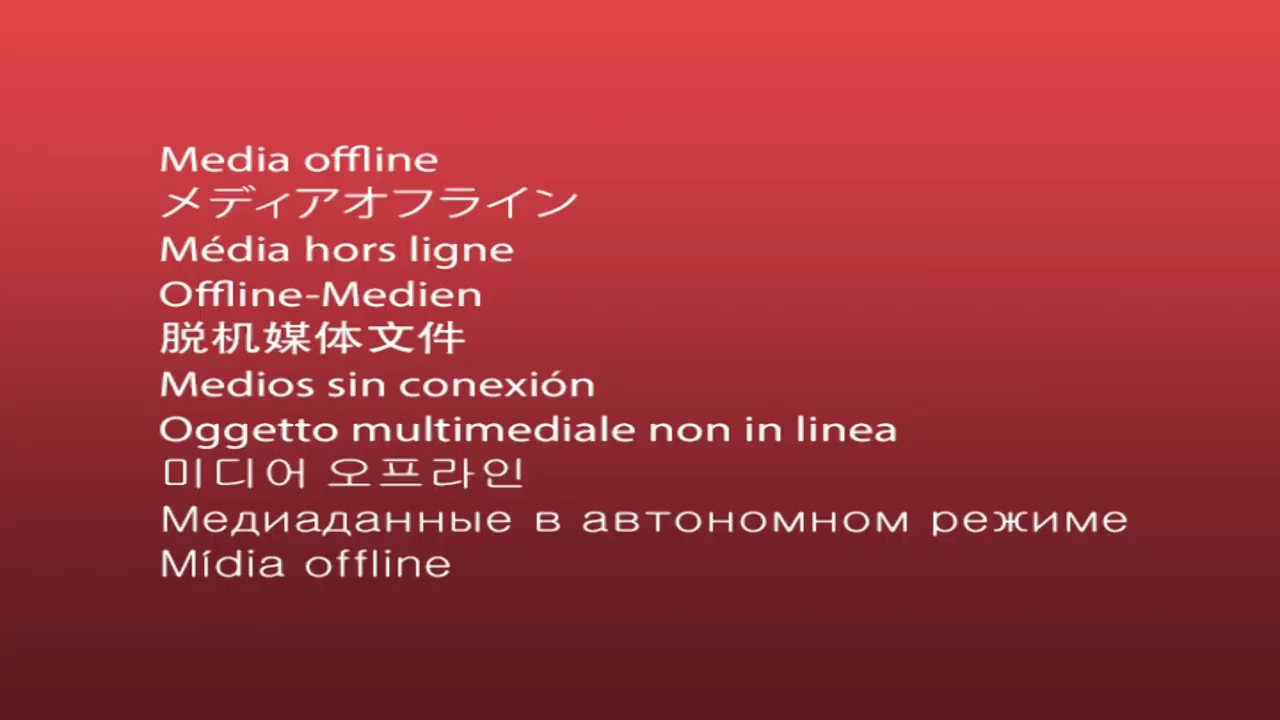 Media offline
メディアオフライン
Média hors ligne
Offline-Medien
脱机媒体文件
Medios sin conexión
Oggetto multimediale non in linea
미디어 오프라인
Медиаданные в автономном режиме
Mídia offline